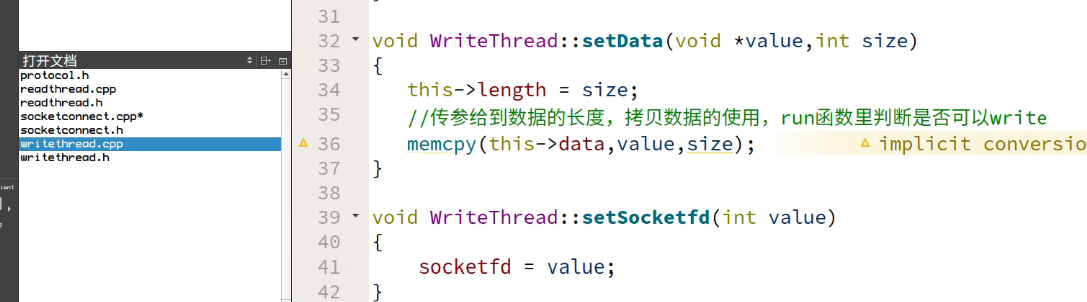 打开文档
protocol.h
readthread.cpp
readthread.h
socketconnect.cpp*
socketconnect.h
writethread.cpp
writethread.h
31
32 void WriteThread::setData(void *value,int size)
33 {
34 this->length = size;
35 //传参给到数据的长度，拷贝数据的使用，run函数里判断是否可以write
36 memcpy(this->data,value,size); implicit conversio
37 }
38
39 void WriteThread::setSocketfd(int value)
40 {
41 socketfd = value;
42 }